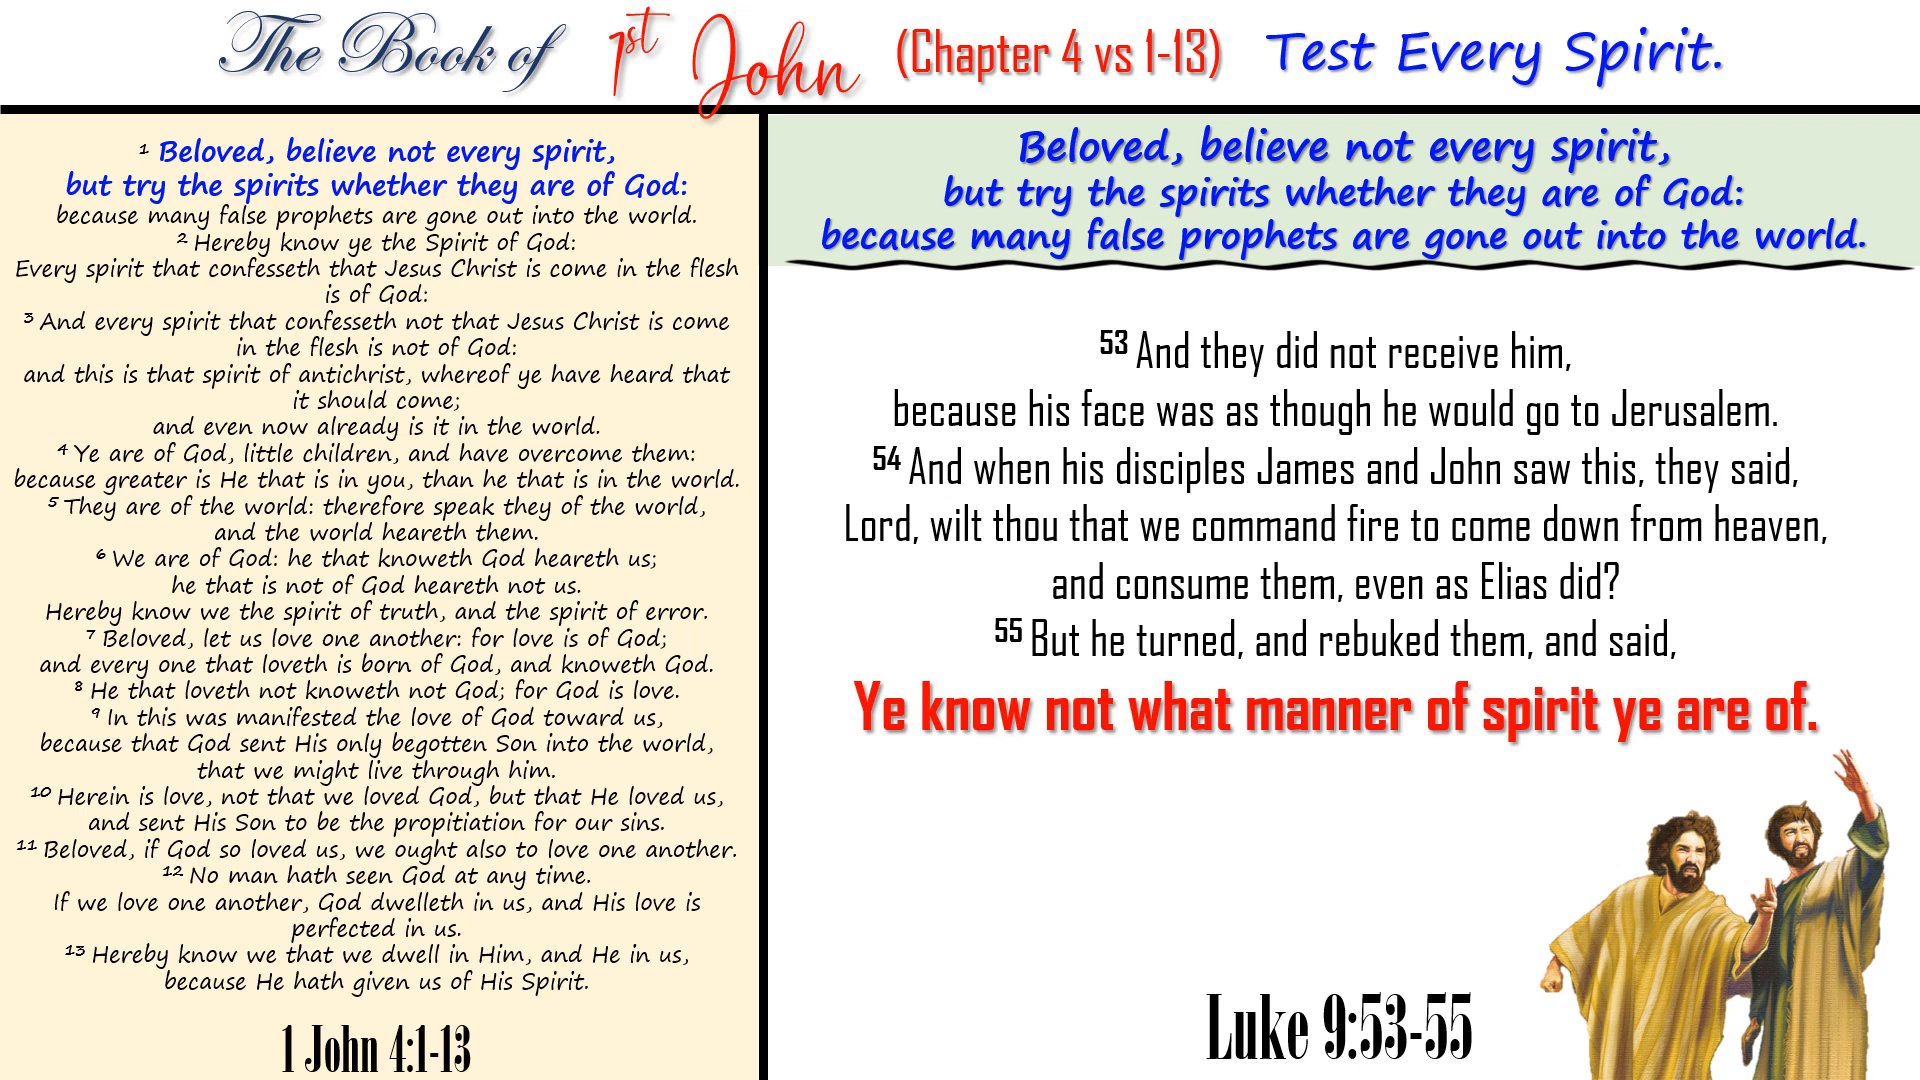 The Book of 1st John (Chapter 4 vs 1-13) Test Every Spirit.
1 Beloved, believe not every spirit,
but try the spirits whether they are of God:
because many false prophets are gone out into the world.
2 Hereby know ye the Spirit of God:
Every spirit that confesseth that Jesus Christ is come in the flesh
is of God:
3 And every spirit that confesseth not that Jesus Christ is come
in the flesh is not of God:
and this is that spirit of antichrist, whereof ye have heard that
it should come;
and even now already is it in the world.
4 Ye are of God, little children, and have overcome them:
because greater is He that is in you, than he that is in the world.
5 They are of the world: therefore speak they of the world,
and the world heareth them.
6 We are of God: he that knoweth God heareth us;
he that is not of God heareth not us.
Hereby know we the spirit of truth, and the spirit of error.
7 Beloved, let us love one another: for love is of God;
and every one that loveth is born of God, and knoweth God.
8 He that loveth not knoweth not God; for God is love.
9 In this was manifested the love of God toward us,
because that God sent His only begotten Son into the world,
that we might live through him.
10 Herein is love, not that we loved God, but that He loved us,
and sent His Son to be the propitiation for our sins.
11 Beloved, if God so loved us, we ought also to love one another.
12 No man hath seen God at any time.
If we love one another, God dwelleth in us, and His love is
perfected in us.
13 Hereby know we that we dwell in Him, and He in us,
because He hath given us of His Spirit.
1 John 4:1-13
Beloved, believe not every spirit,
but try the spirits whether they are of God:
because many false prophets are gone out into the world.
53 And they did not receive him,
because his face was as though he would go to Jerusalem.
54 And when his disciples James and John saw this, they said,
Lord, wilt thou that we command fire to come down from heaven,
and consume them, even as Elias did?
55 But he turned, and rebuked them, and said,
Ye know not what manner of spirit ye are of.
Luke 9:53-55